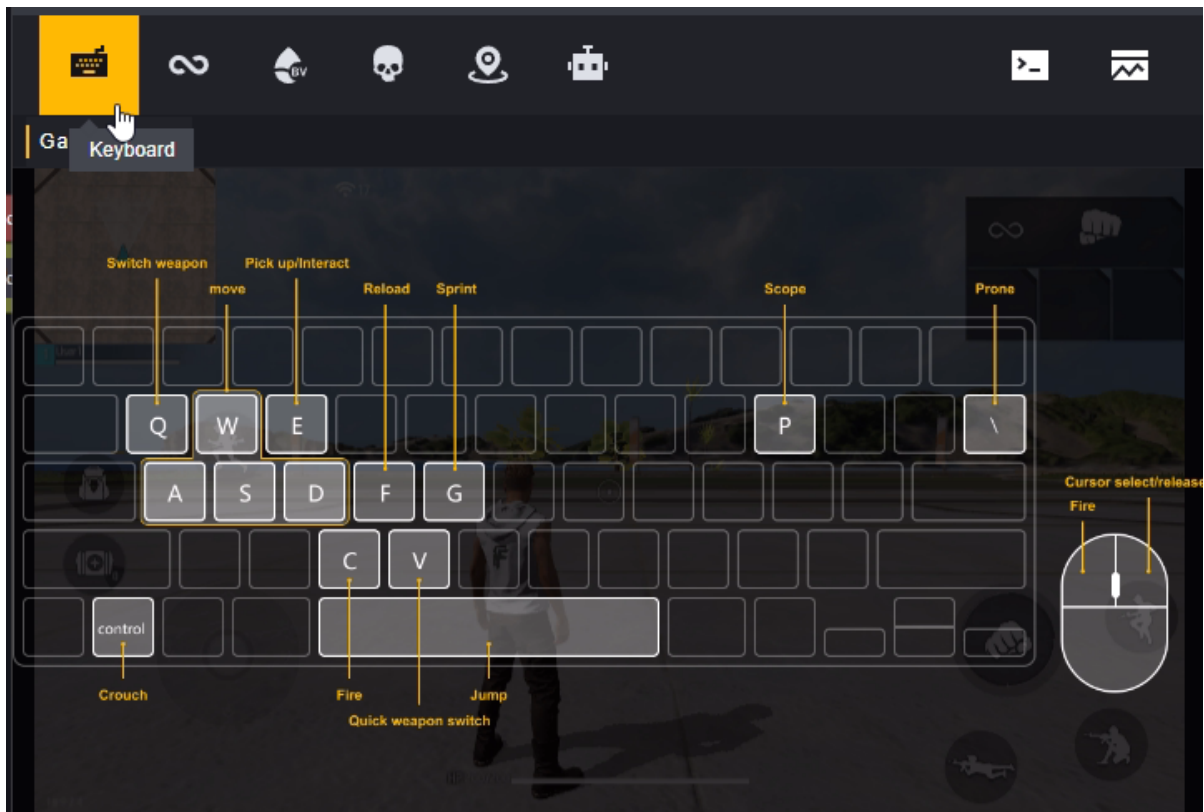 BV
>_
Ga
Keyboard
Switch weapon
Pick up/Interact
move
Reload
Sprint
Scope
Prone
Q
W
E
P
\
A
S
D
F
G
Cursor select/release
Fire
C
V
control
Crouch
Fire
Jump
Quick weapon switch